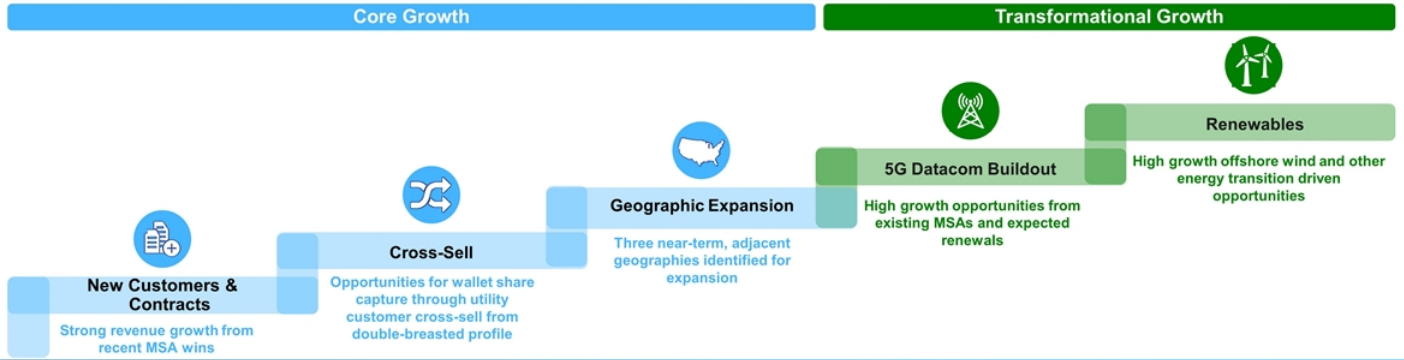 Core Growth
Transformational Growth
New Customers &
Contracts
Strong revenue growth from
recent MSA wins
Cross-Sell
Opportunities for wallet share
capture through utility
customer cross-sell from
double-breasted profile
Geographic Expansion
Three near-term, adjacent
geographies identified for
expansion
5G Datacom Buildout
High growth opportunities from
existing MSAs and expected
renewals
Renewables
High growth offshore wind and other
energy transition driven
opportunities